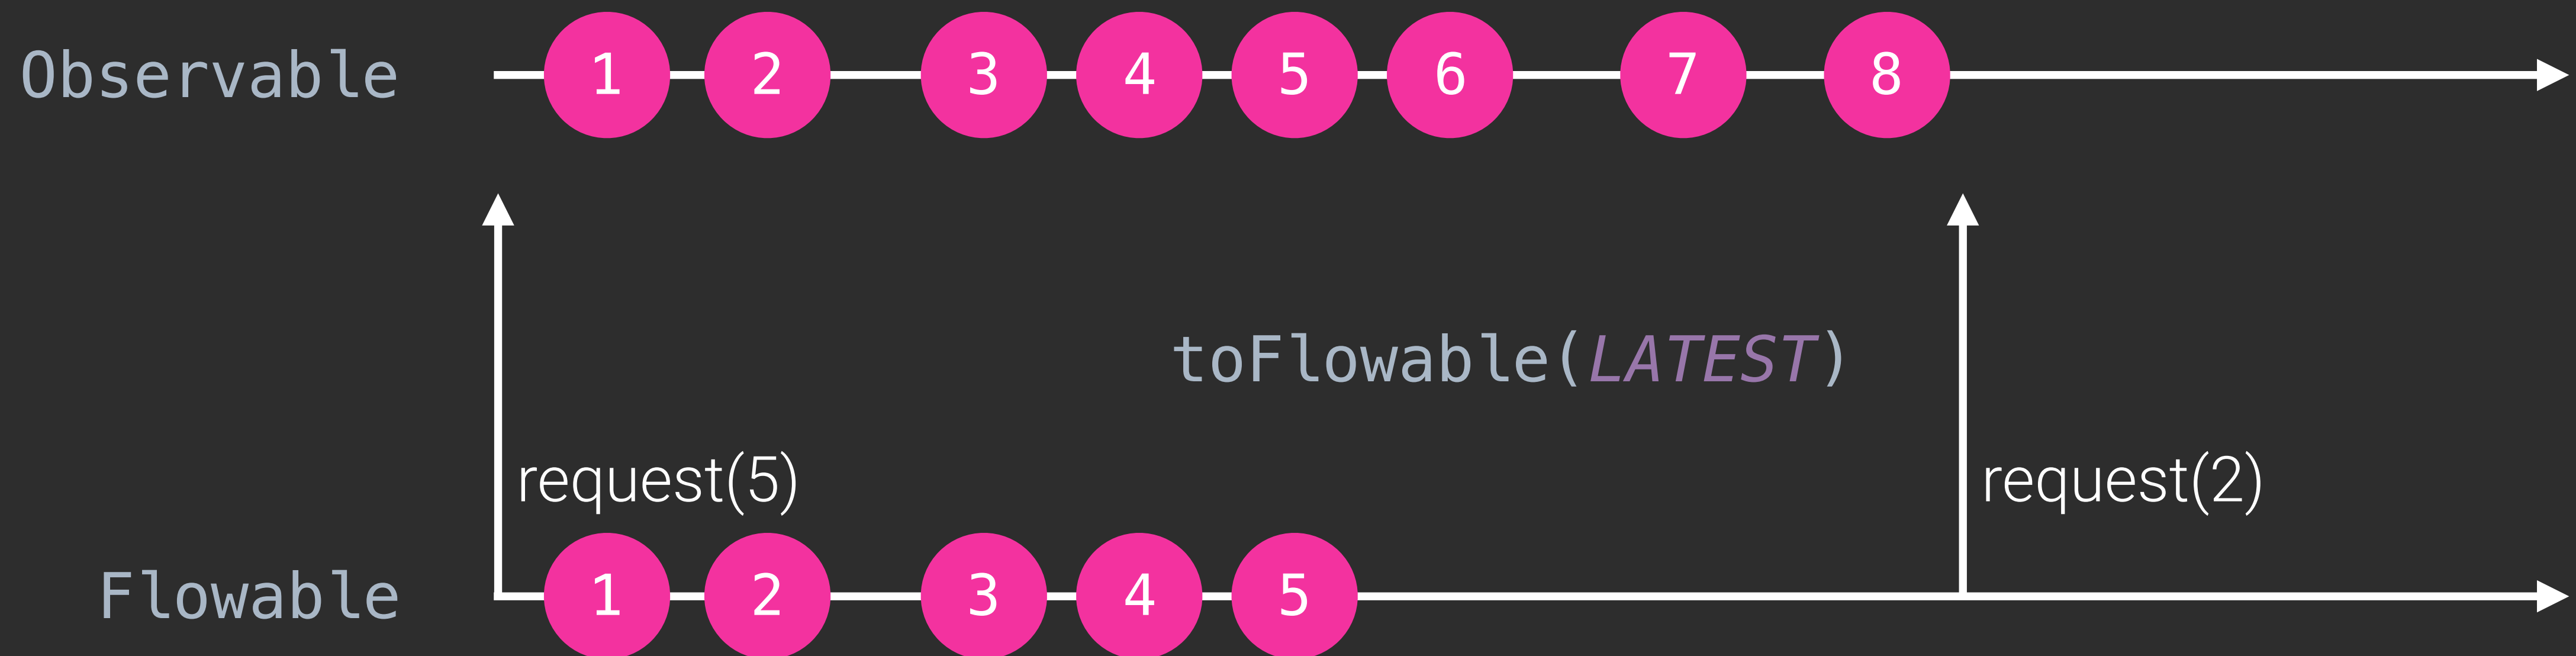 Observable 1 2 3 4 5 6 7 8
toFlowable(LATEST)
request(5) request(2)
Flowable 1 2 3 4 5